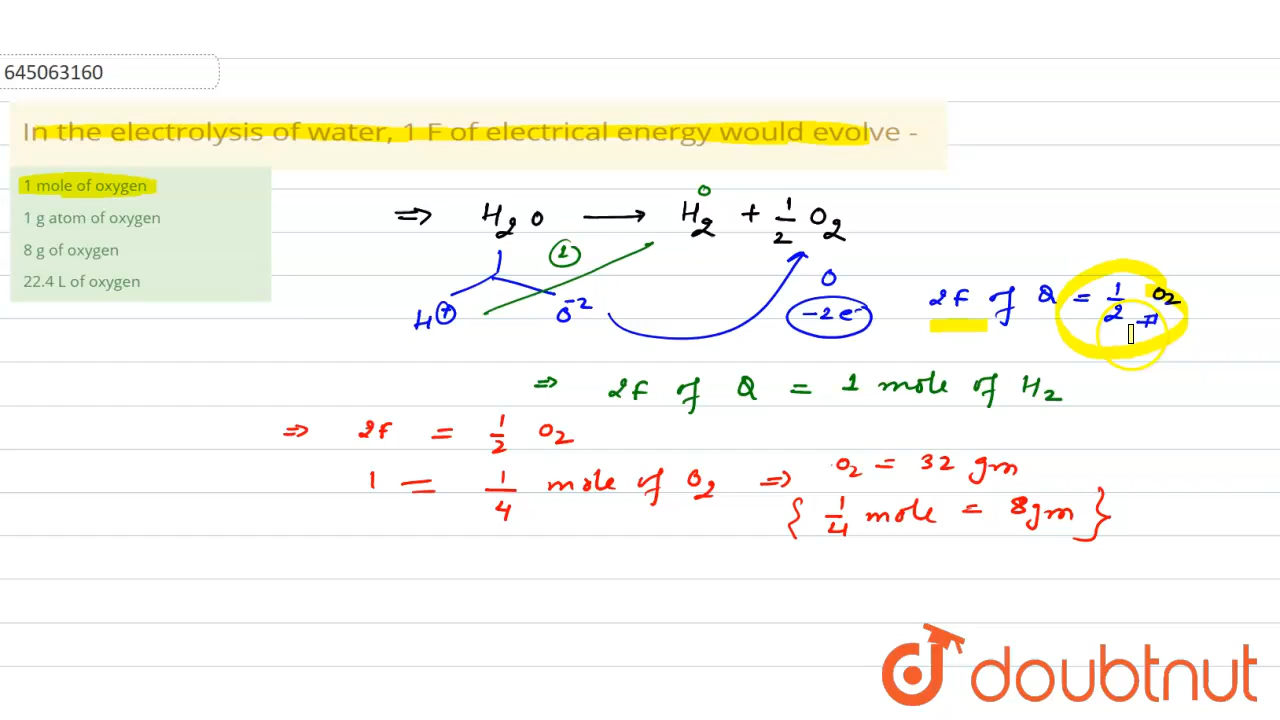 645063160
In the electrolysis of water, 1 F of electrical energy would evolve -
1 mole of oxygen
1 g atom of oxygen
8 g of oxygen
22.4 L of oxygen
⇒ H₂O → H₂ + ½ O₂
0
1
H⁺ O⁻² 0
-2e⁻
2F of Q = ½ O₂
⇒ 2F of Q = 1 mole of H₂
⇒ 2F = ½ O₂
1 = ¼ mole of O₂ ⇒ O₂ = 32 gm
{ ¼ mole = 8gm }
doubtnut